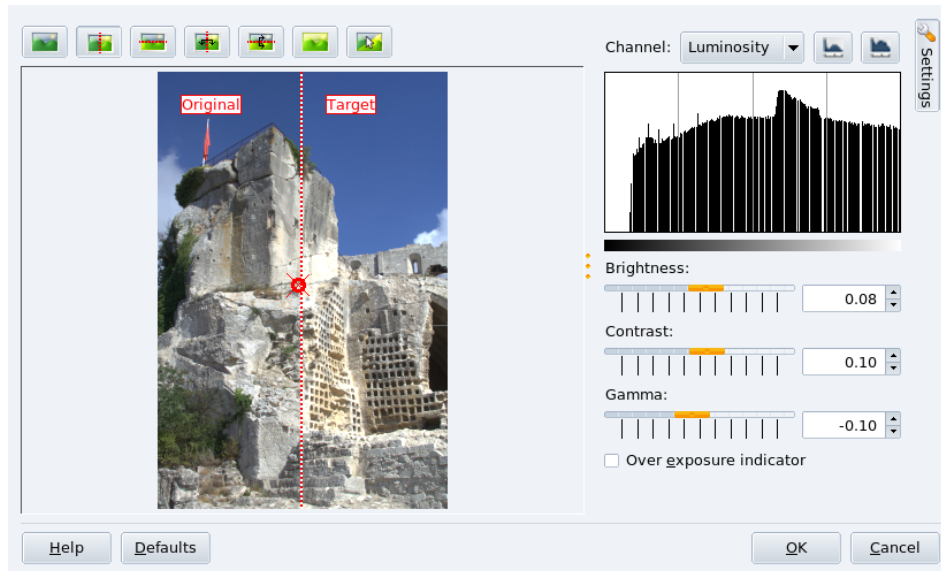 Channel:
Luminosity
Settings
Original
Target
Brightness:
0.08
Contrast:
0.10
Gamma:
-0.10
Over exposure indicator
Help
Defaults
OK
Cancel